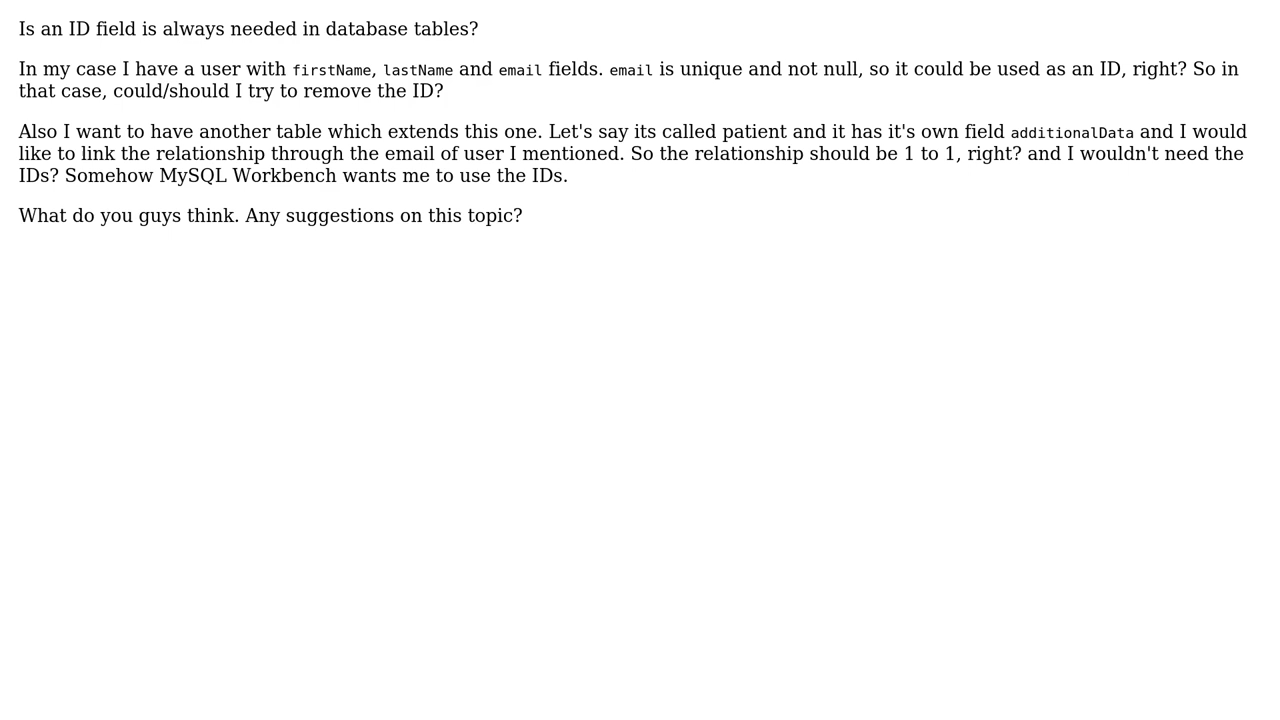 Is an ID field is always needed in database tables?
In my case I have a user with firstName, lastName and email fields. email is unique and not null, so it could be used as an ID, right? So in
that case, could/should I try to remove the ID?
Also I want to have another table which extends this one. Let's say its called patient and it has it's own field additionalData and I would
like to link the relationship through the email of user I mentioned. So the relationship should be 1 to 1, right? and I wouldn't need the
IDs? Somehow MySQL Workbench wants me to use the IDs.
What do you guys think. Any suggestions on this topic?